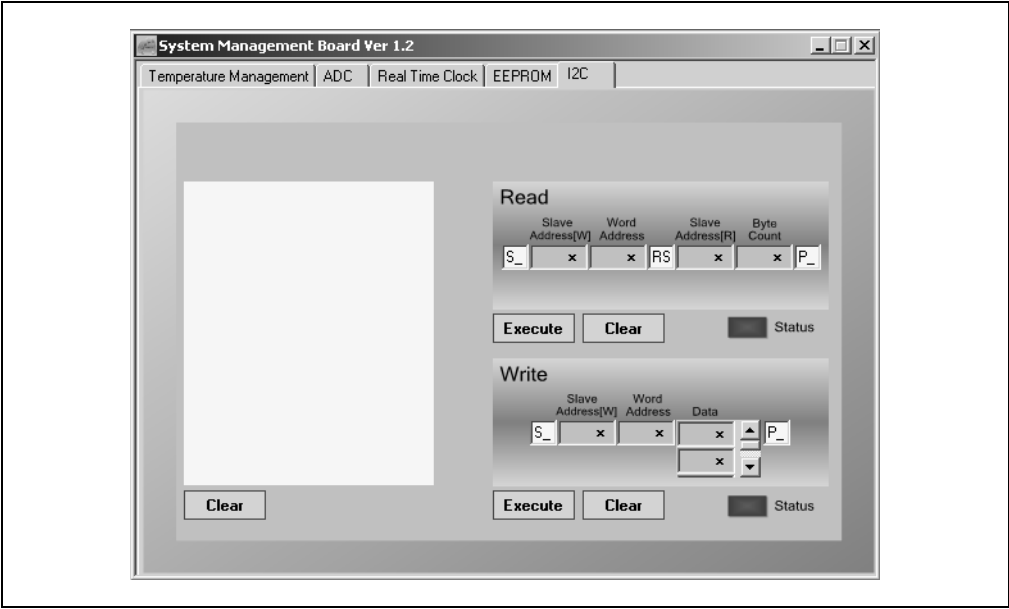 System Management Board Ver 1.2
Temperature Management ADC Real Time Clock EEPROM I2C
Read
Slave Address[W] Word Address Slave Address[R] Byte Count
S_ x x RS x x P_
Execute Clear Status
Write
Slave Address[W] Word Address Data
S_ x x x P_
x
Clear Execute Clear Status